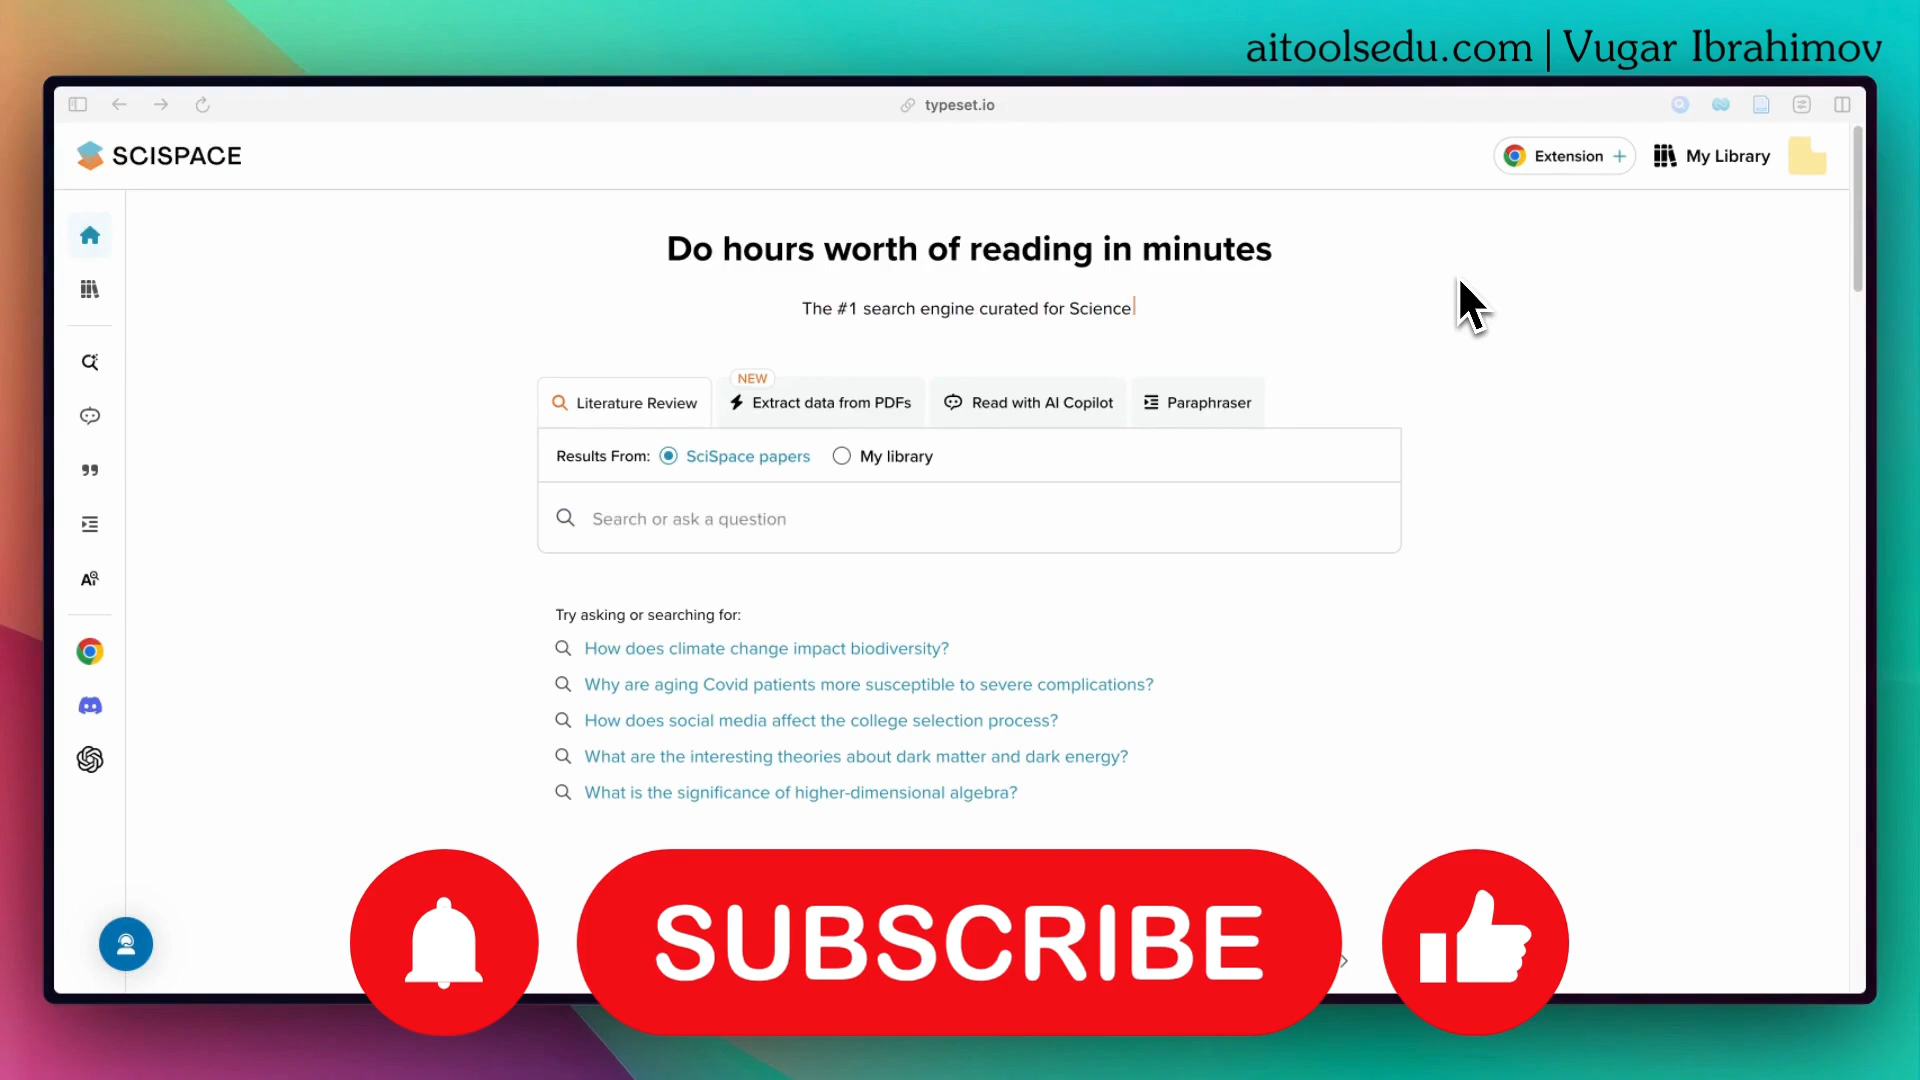 aitoolsedu.com | Vugar Ibrahimov
typeset.io
SCISPACE
Extension +
My Library
Do hours worth of reading in minutes
The #1 search engine curated for Science
NEW
Literature Review
Extract data from PDFs
Read with AI Copilot
Paraphraser
Results From: SciSpace papers My library
Search or ask a question
Try asking or searching for:
How does climate change impact biodiversity?
Why are aging Covid patients more susceptible to severe complications?
How does social media affect the college selection process?
What are the interesting theories about dark matter and dark energy?
What is the significance of higher-dimensional algebra?
SUBSCRIBE